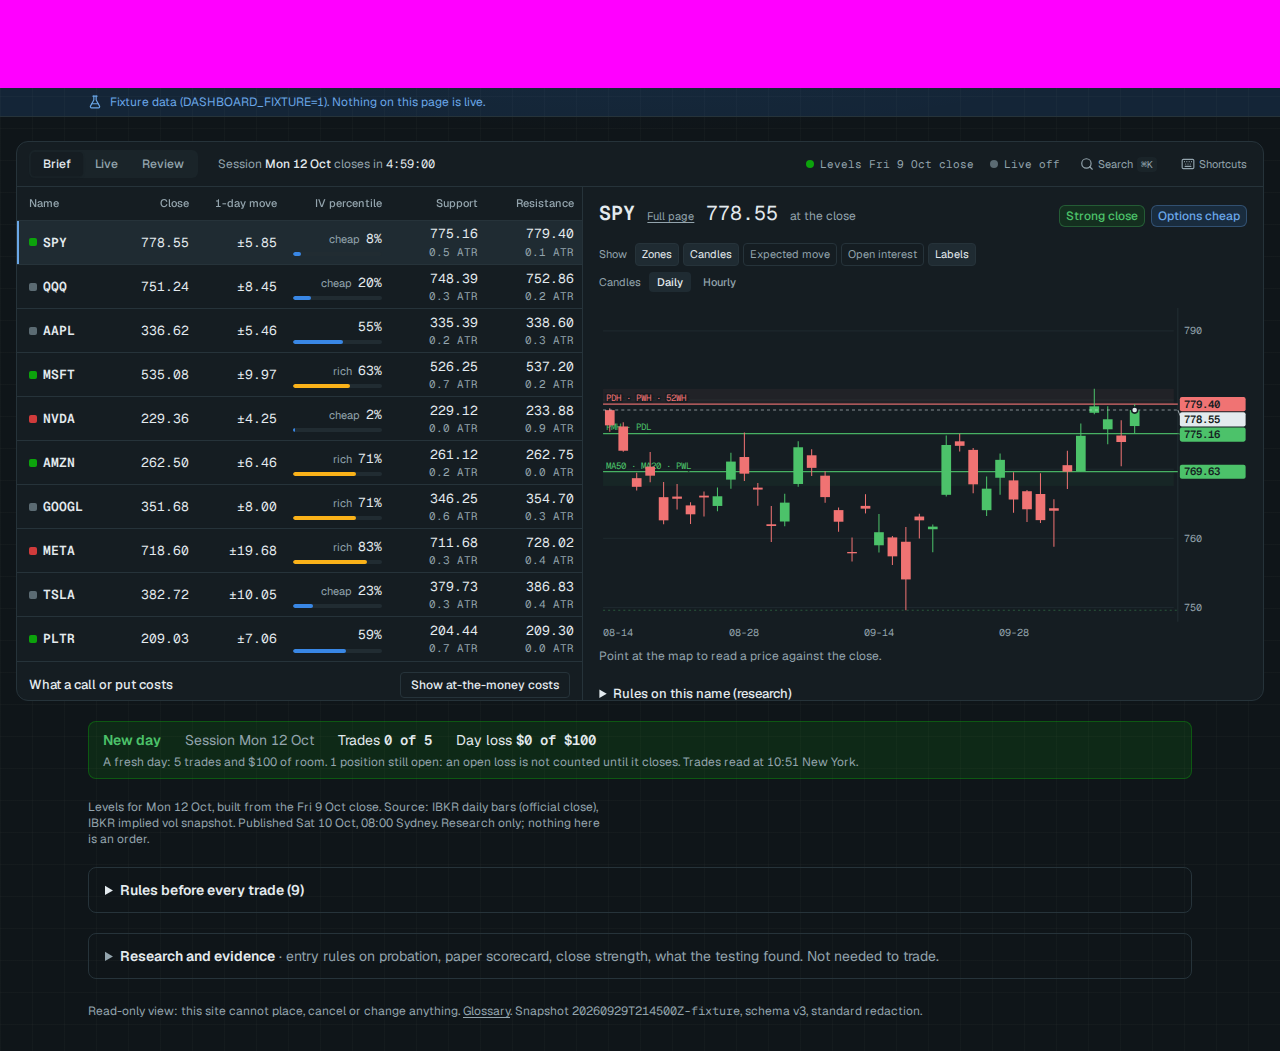 Fixture data (DASHBOARD_FIXTURE=1). Nothing on this page is live.
Brief Live Review Session Mon 12 Oct closes in 4:59:00 Levels Fri 9 Oct close Live off Search ⌘K Shortcuts
Name Close 1-day move IV percentile Support Resistance
SPY 778.55 ±5.85 cheap 8% 775.16 779.40
0.5 ATR 0.1 ATR
QQQ 751.24 ±8.45 cheap 20% 748.39 752.86
0.3 ATR 0.2 ATR
AAPL 336.62 ±5.46 55% 335.39 338.60
0.2 ATR 0.3 ATR
MSFT 535.08 ±9.97 rich 63% 526.25 537.20
0.7 ATR 0.2 ATR
NVDA 229.36 ±4.25 cheap 2% 229.12 233.88
0.0 ATR 0.9 ATR
AMZN 262.50 ±6.46 rich 71% 261.12 262.75
0.2 ATR 0.0 ATR
GOOGL 351.68 ±8.00 rich 71% 346.25 354.70
0.6 ATR 0.3 ATR
META 718.60 ±19.68 rich 83% 711.68 728.02
0.3 ATR 0.4 ATR
TSLA 382.72 ±10.05 cheap 23% 379.73 386.83
0.3 ATR 0.4 ATR
PLTR 209.03 ±7.06 59% 204.44 209.30
0.7 ATR 0.0 ATR
What a call or put costs Show at-the-money costs
SPY Full page 778.55 at the close Strong close Options cheap
Show Zones Candles Expected move Open interest Labels
Candles Daily Hourly
790
PDH · PWH · 52WH
779.40
778.55
PDL
775.16
MA50 · MA20 · PWL
769.63
760
750
08-14 08-28 09-14 09-28
Point at the map to read a price against the close.
Rules on this name (research)
New day Session Mon 12 Oct Trades 0 of 5 Day loss $0 of $100
A fresh day: 5 trades and $100 of room. 1 position still open: an open loss is not counted until it closes. Trades read at 10:51 New York.
Levels for Mon 12 Oct, built from the Fri 9 Oct close. Source: IBKR daily bars (official close),
IBKR implied vol snapshot. Published Sat 10 Oct, 08:00 Sydney. Research only; nothing here
is an order.
Rules before every trade (9)
Research and evidence · entry rules on probation, paper scorecard, close strength, what the testing found. Not needed to trade.
Read-only view: this site cannot place, cancel or change anything. Glossary. Snapshot 20260929T214500Z-fixture, schema v3, standard redaction.